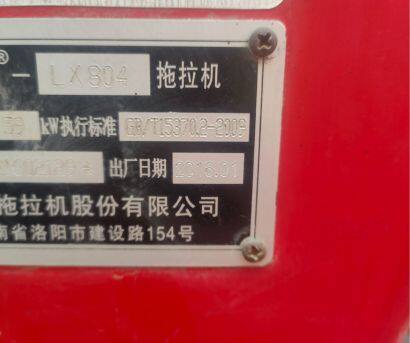 ® - LX804 拖拉机
59 kW 执行标准 GB/T15370.2-2009
出厂日期 2016.01
拖拉机股份有限公司
南省洛阳市建设路154号